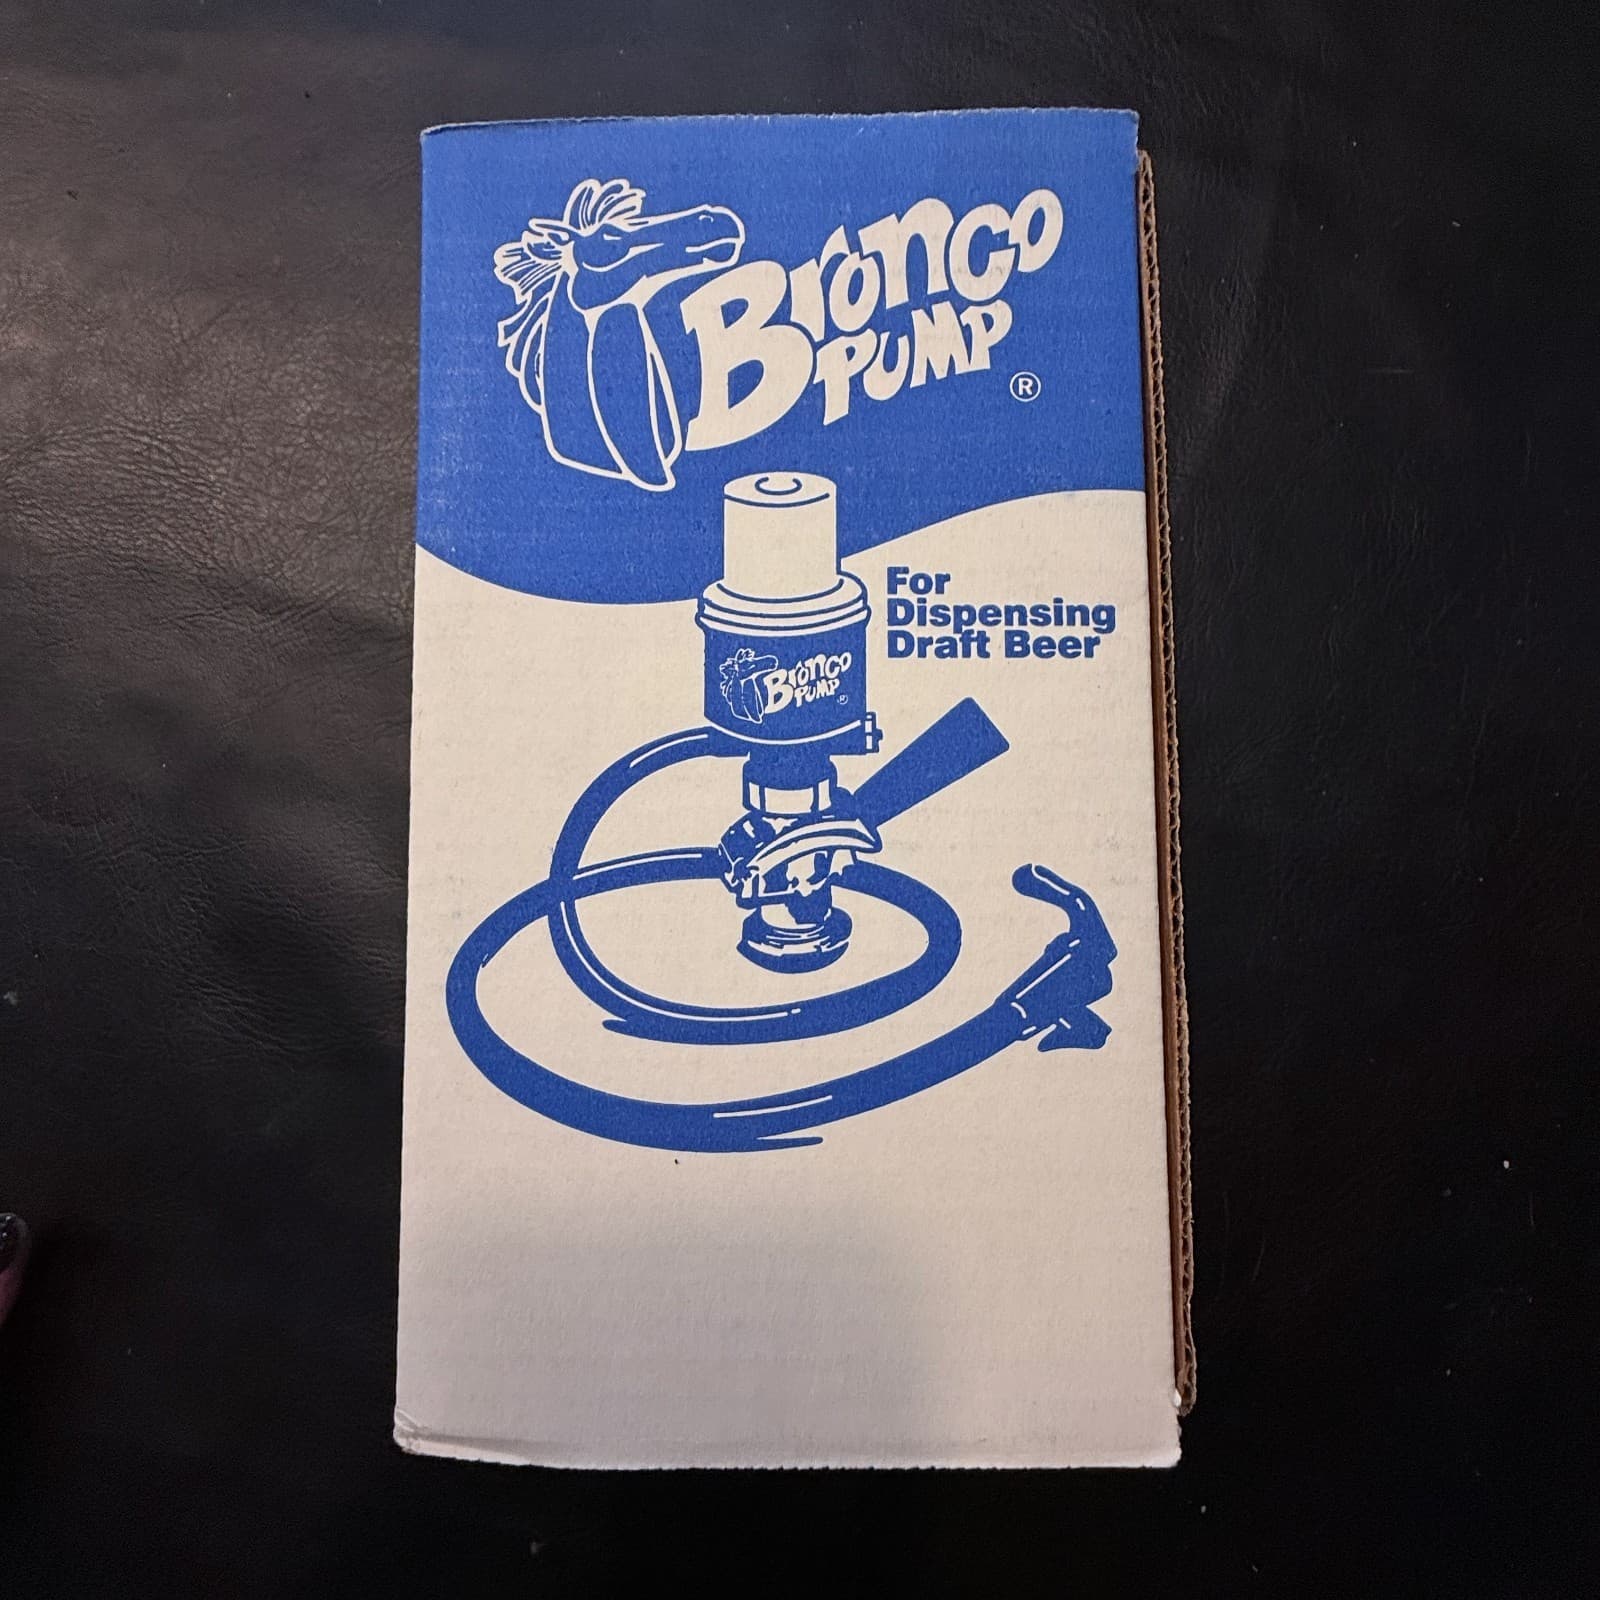 Bronco
PUMP
®
For
Dispensing
Draft Beer
Bronco
PUMP
®